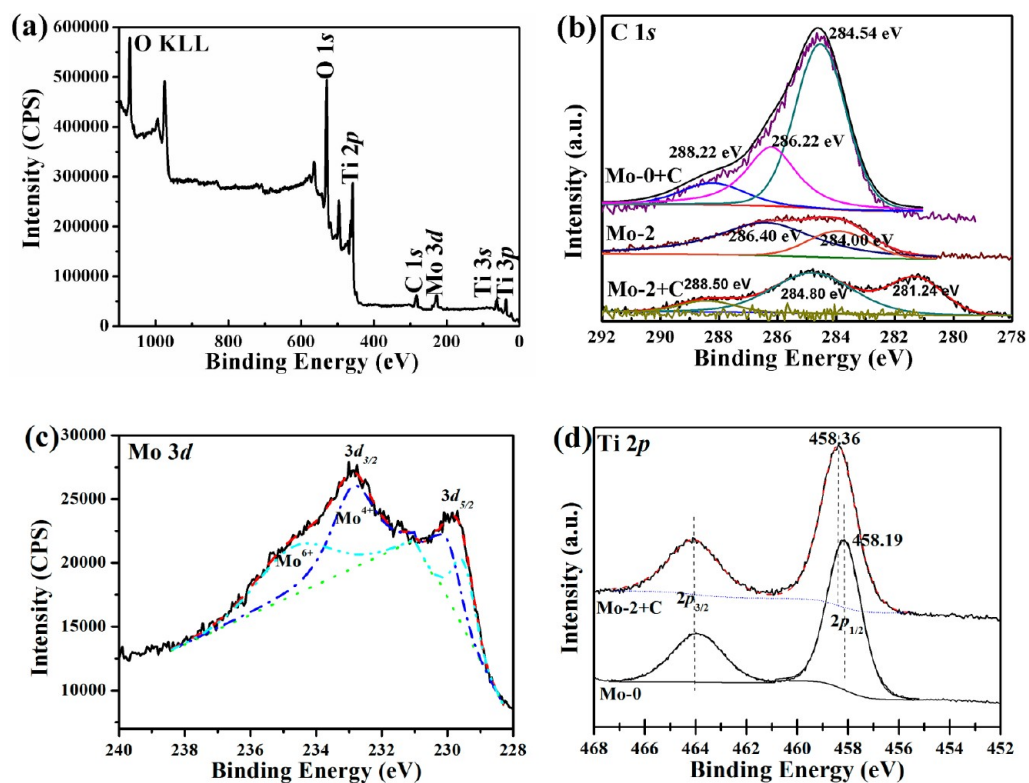 (a)
O KLL
O 1s
Ti 2p
C 1s
Mo 3d
Ti 3s
Ti 3p
600000
500000
400000
300000
200000
100000
0
Intensity (CPS)
1000 800 600 400 200 0
Binding Energy (eV)
(b)
C 1s
284.54 eV
286.22 eV
288.22 eV
Mo-0+C
Mo-2
286.40 eV
284.00 eV
Mo-2+C
288.50 eV
284.80 eV
281.24 eV
Intensity (a.u.)
292 290 288 286 284 282 280 278
Binding Energy (eV)
(c)
Mo 3d
3d3/2
3d5/2
Mo4+
Mo6+
30000
25000
20000
15000
10000
Intensity (CPS)
240 238 236 234 232 230 228
Binding Energy (eV)
(d)
Ti 2p
458.36
458.19
2p3/2
2p1/2
Mo-2+C
Mo-0
Intensity (a.u.)
468 466 464 462 460 458 456 454 452
Binding Energy (eV)